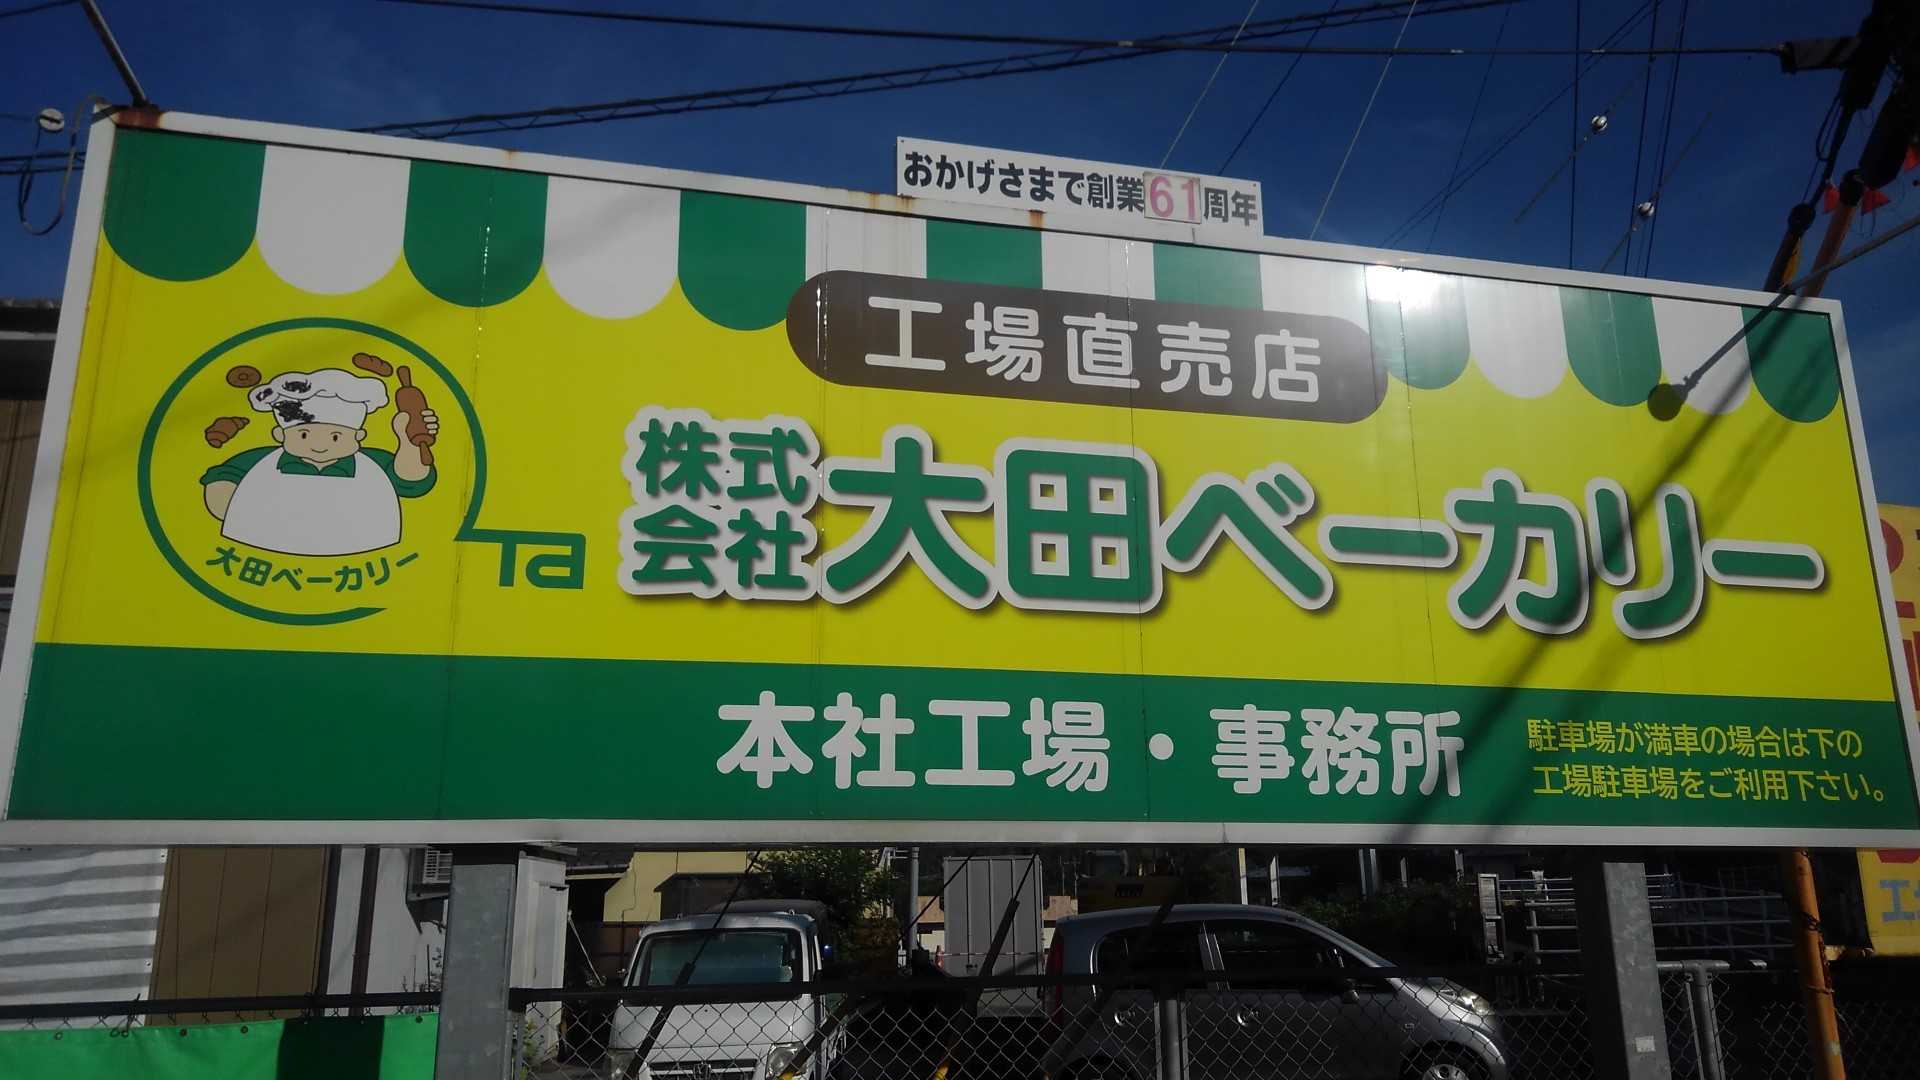 おかげさまで創業61周年
工場直売店
株式会社大田ベーカリー
大田ベーカリー
Ta
本社工場・事務所
駐車場が満車の場合は下の
工場駐車場をご利用下さい。